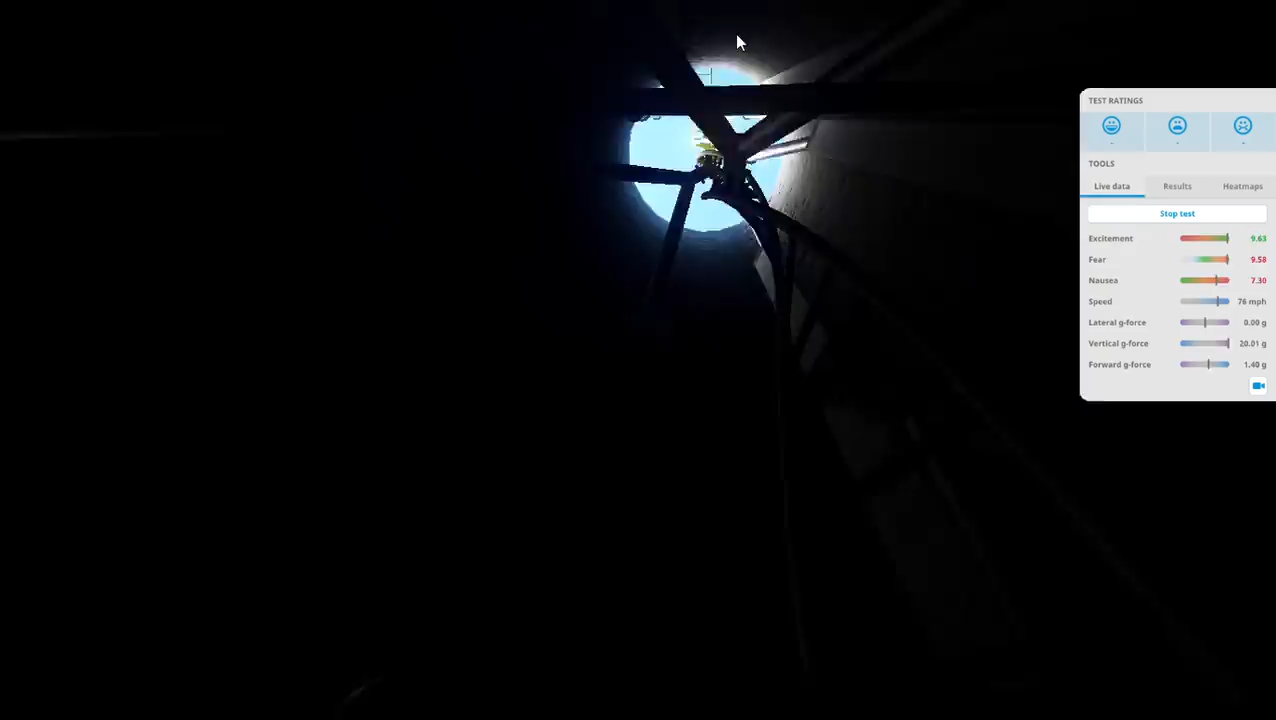 TEST RATINGS
- - -
TOOLS
Live data Results Heatmaps
Stop test
Excitement 9.63
Fear 9.58
Nausea 7.30
Speed 76 mph
Lateral g-force 0.00 g
Vertical g-force 20.01 g
Forward g-force 1.40 g